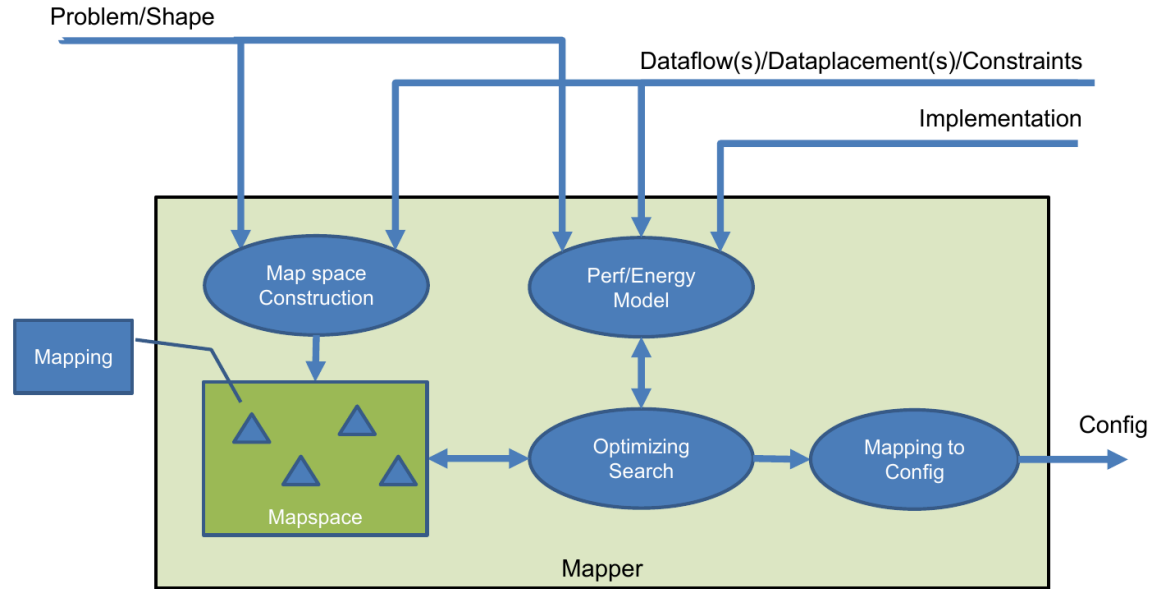 Problem/Shape
Dataflow(s)/Dataplacement(s)/Constraints
Implementation
Map space
Construction
Perf/Energy
Model
Mapping
Mapspace
Optimizing
Search
Mapping to
Config
Config
Mapper